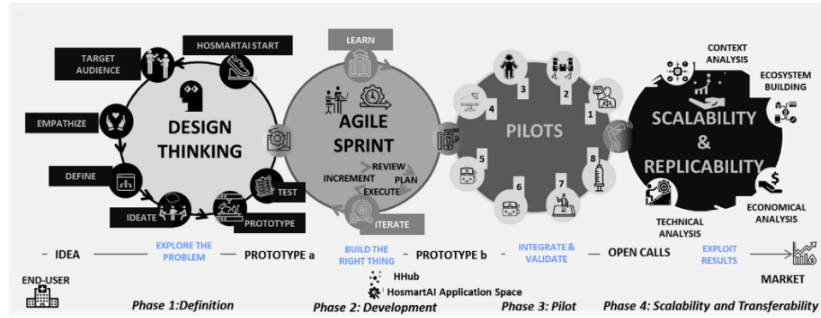 HOSMARTAI START
TARGET
AUDIENCE
EMPATHIZE
DEFINE
IDEATE
PROTOTYPE
TEST
DESIGN
THINKING
LEARN
AGILE
SPRINT
REVIEW
PLAN
EXECUTE
INCREMENT
ITERATE
PILOTS
1
2
3
4
5
6
7
8
CONTEXT
ANALYSIS
ECOSYSTEM
BUILDING
SCALABILITY
&
REPLICABILITY
ECONOMICAL
ANALYSIS
TECHNICAL
ANALYSIS
IDEA
EXPLORE THE
PROBLEM
PROTOTYPE a
BUILD THE
RIGHT THING
PROTOTYPE b
INTEGRATE &
VALIDATE
OPEN CALLS
EXPLOIT
RESULTS
MARKET
END-USER
HHub
HosmartAI Application Space
Phase 1:Definition
Phase 2: Development
Phase 3: Pilot
Phase 4: Scalability and Transferability